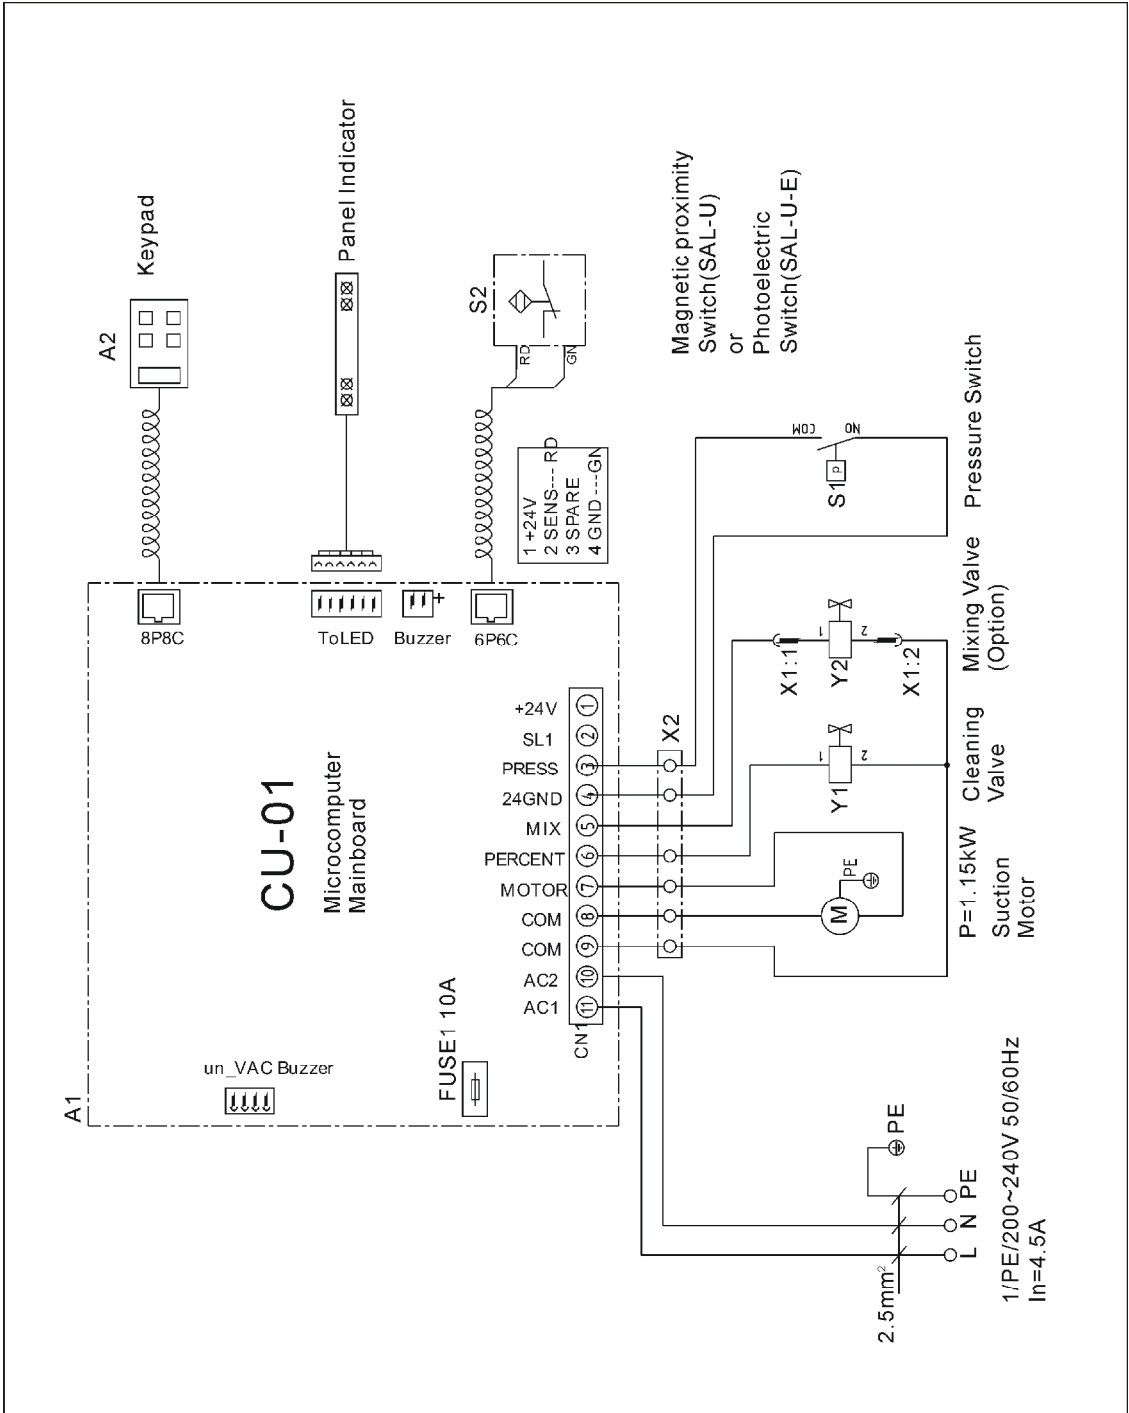 A1
A2
Keypad
Panel Indicator
S2
RD
GN
8P8C
ToLED
Buzzer
+
6P6C
1 +24V
2 SENS--- RD
3 SPARE
4 GND ---GN
Magnetic proximity
Switch(SAL-U)
or
Photoelectric
Switch(SAL-U-E)
CU-01
Microcomputer
Mainboard
un_VAC Buzzer
FUSE1 10A
CN1
+24V 1
SL1 2
PRESS 3
24GND 4
MIX 5
PERCENT 6
MOTOR 7
COM 8
COM 9
AC2 10
AC1 11
X2
COM
NO
P
S1
Pressure Switch
X1:1
1
2
Y2
X1:2
Mixing Valve
(Option)
1
2
Y1
Cleaning
Valve
M
PE
P=1.15kW
Suction
Motor
PE
2.5mm²
L
N
PE
1/PE/200~240V 50/60Hz
In=4.5A